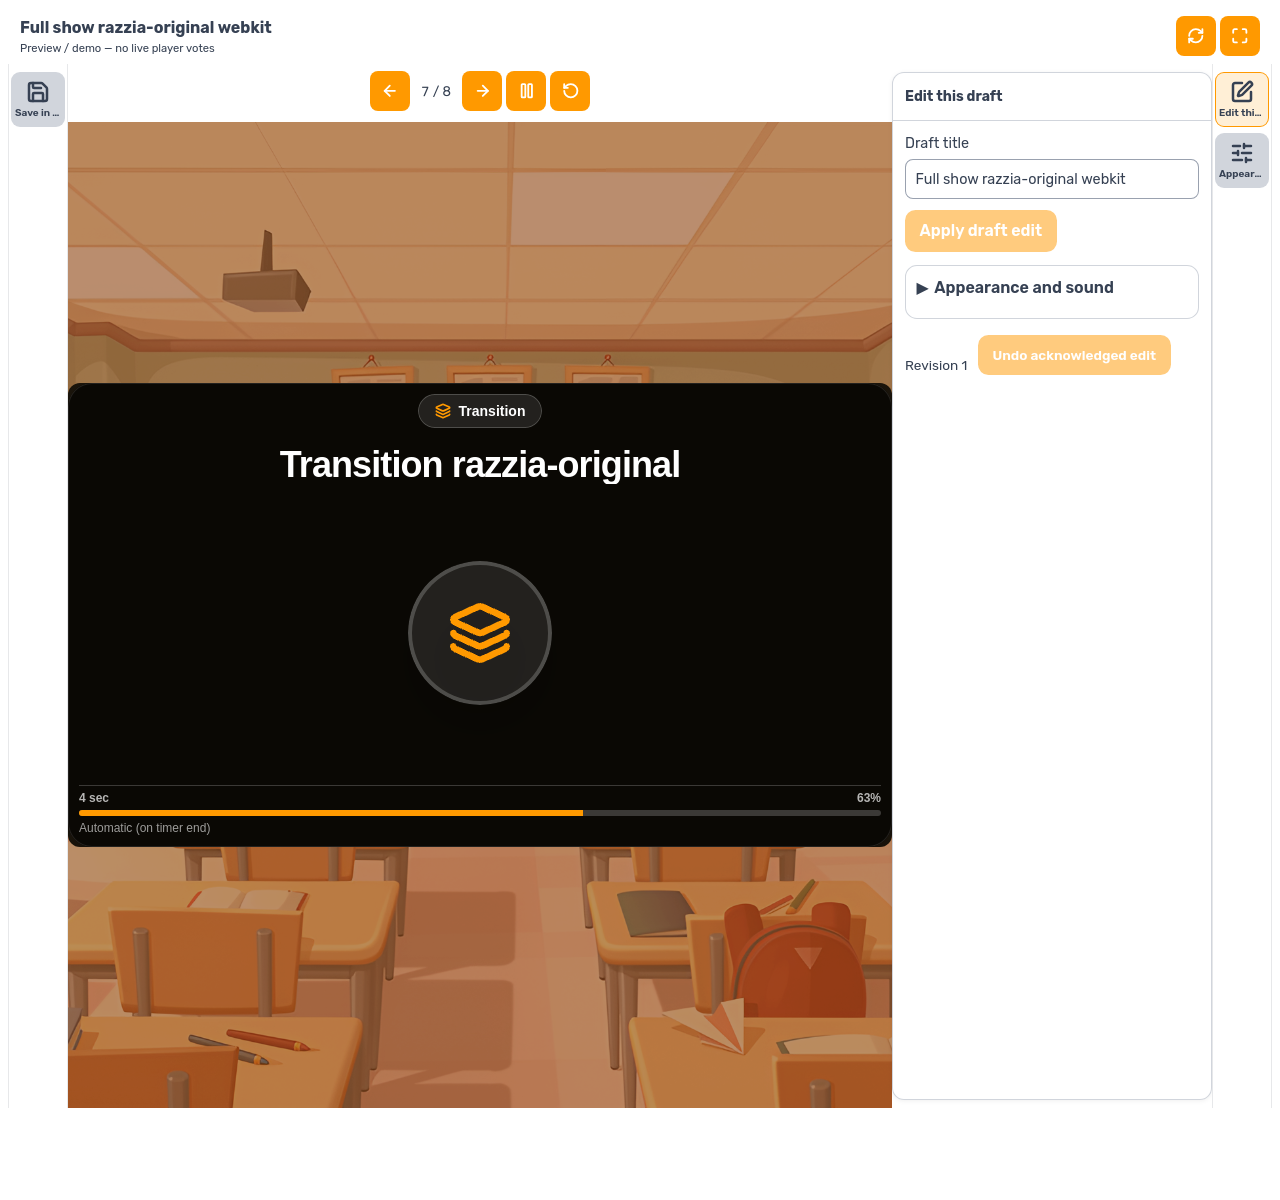 Full show razzia-original webkit
Preview / demo — no live player votes
Save in ...
7 / 8
Edit this draft
Edit thi...
Draft title
Full show razzia-original webkit
Appear...
Apply draft edit
▶ Appearance and sound
Revision 1
Undo acknowledged edit
Transition
Transition razzia-original
4 sec
63%
Automatic (on timer end)